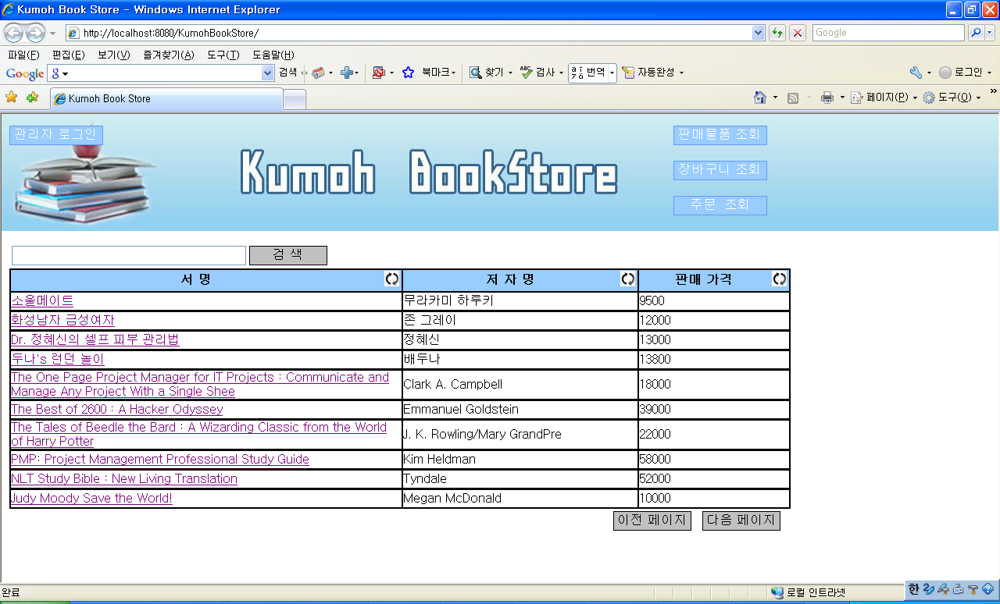 Kumoh Book Store - Windows Internet Explorer
http://localhost:8080/KumohBookStore/
Google
파일(F) 편집(E) 보기(V) 즐겨찾기(A) 도구(T) 도움말(H)
Google g 검색 북마크 찾기 ABC 검사 번역 자동완성 로그인
Kumoh Book Store 페이지(P) 도구(O) »
관리자 로그인
Kumoh BookStore
판매물품 조회
장바구니 조회
주문 조회
검 색
서 명 저 자 명 판매 가격
소울메이트 무라카미 하루키 9500
화성남자 금성여자 존 그레이 12000
Dr. 정혜신의 셀프 피부 관리법 정혜신 13000
두나's 런던 놀이 배두나 13800
The One Page Project Manager for IT Projects : Communicate and
Manage Any Project With a Single Shee Clark A. Campbell 18000
The Best of 2600 : A Hacker Odyssey Emmanuel Goldstein 39000
The Tales of Beedle the Bard : A Wizarding Classic from the World
of Harry Potter J. K. Rowling/Mary GrandPre 22000
PMP: Project Management Professional Study Guide Kim Heldman 58000
NLT Study Bible : New Living Translation Tyndale 52000
Judy Moody Save the World! Megan McDonald 10000
이전 페이지 다음 페이지
완료 로컬 인트라넷 한